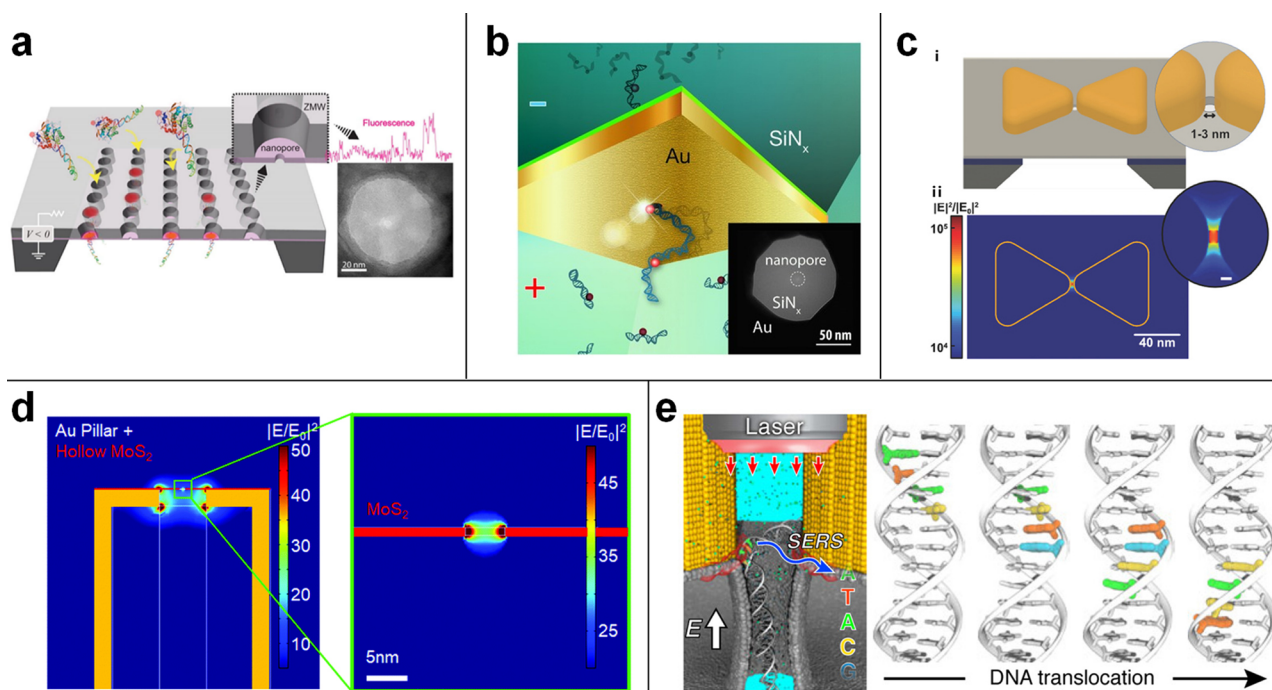 a
ZMW
nanopore
Fluorescence
V < 0
20 nm
b
−
Au
SiNₓ
+
nanopore
SiNₓ
Au
50 nm
c
i
1-3 nm
ii
|E|²/|E₀|²
10⁵
10⁴
40 nm
d
Au Pillar +
Hollow MoS₂
|E/E₀|²
50
40
30
20
10
|E/E₀|²
MoS₂
45
35
25
5nm
e
Laser
SERS
E
A
T
A
C
G
DNA translocation